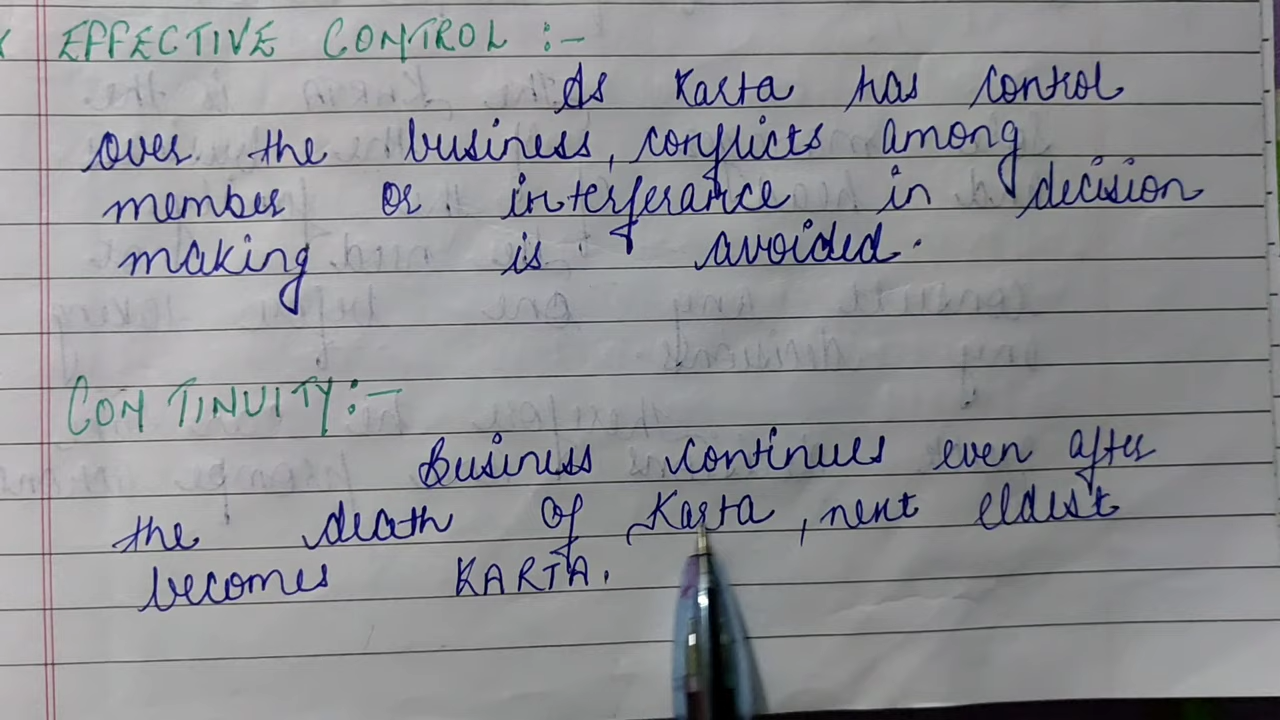 EFFECTIVE CONTROL :-
As Karta has control
over the business, conflicts among
member or interferance in decision
making is avoided.
CONTINUITY :-
Business continues even after
the death of Karta, next eldest
becomes KARTA.